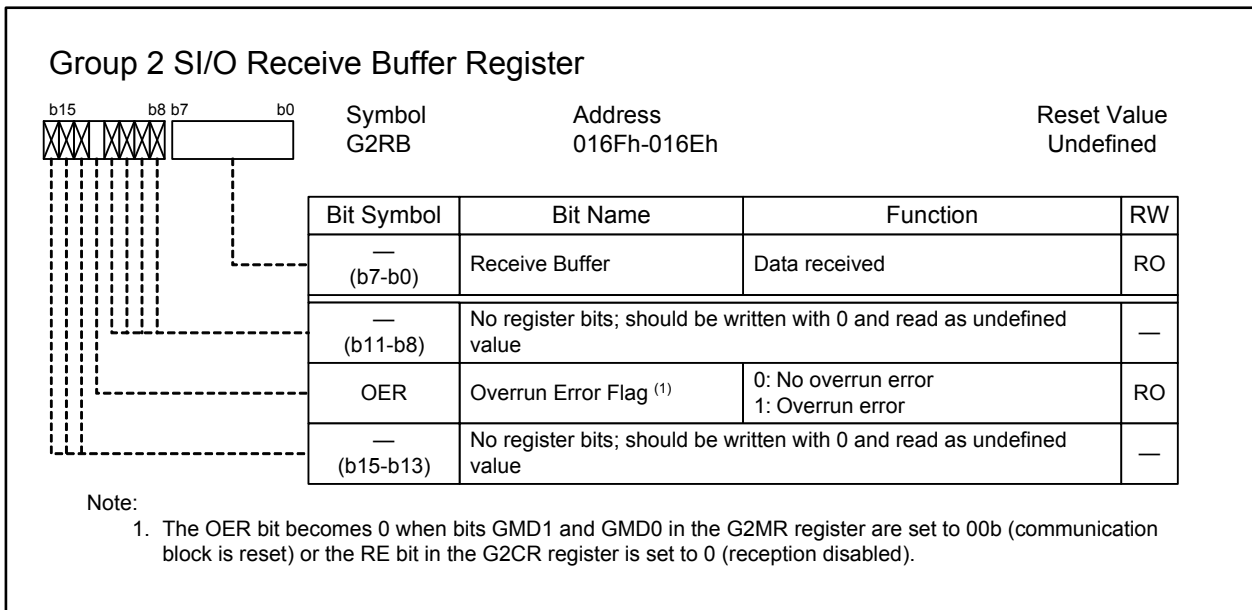 Group 2 SI/O Receive Buffer Register
b15 b8 b7 b0
Symbol Address Reset Value
G2RB 016Fh-016Eh Undefined
Bit Symbol Bit Name Function RW
—
(b7-b0) Receive Buffer Data received RO
—
(b11-b8) No register bits; should be written with 0 and read as undefined
value —
OER Overrun Error Flag (1) 0: No overrun error
1: Overrun error RO
—
(b15-b13) No register bits; should be written with 0 and read as undefined
value —
Note:
1. The OER bit becomes 0 when bits GMD1 and GMD0 in the G2MR register are set to 00b (communication
block is reset) or the RE bit in the G2CR register is set to 0 (reception disabled).